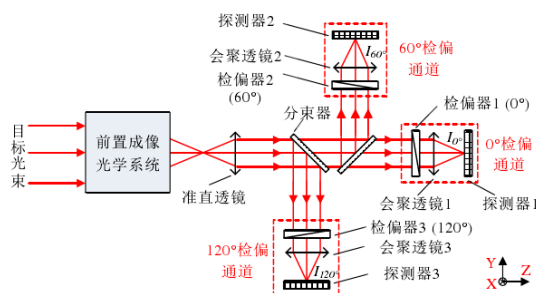 探测器2
会聚透镜2
I60°
60°检偏
通道
检偏器2
(60°)
分束器
检偏器1 (0°)
目标光束
前置成像
光学系统
I0°
0°检偏
通道
准直透镜
会聚透镜1
探测器1
检偏器3 (120°)
120°检偏
通道
会聚透镜3
I120°
探测器3
Y
X
Z